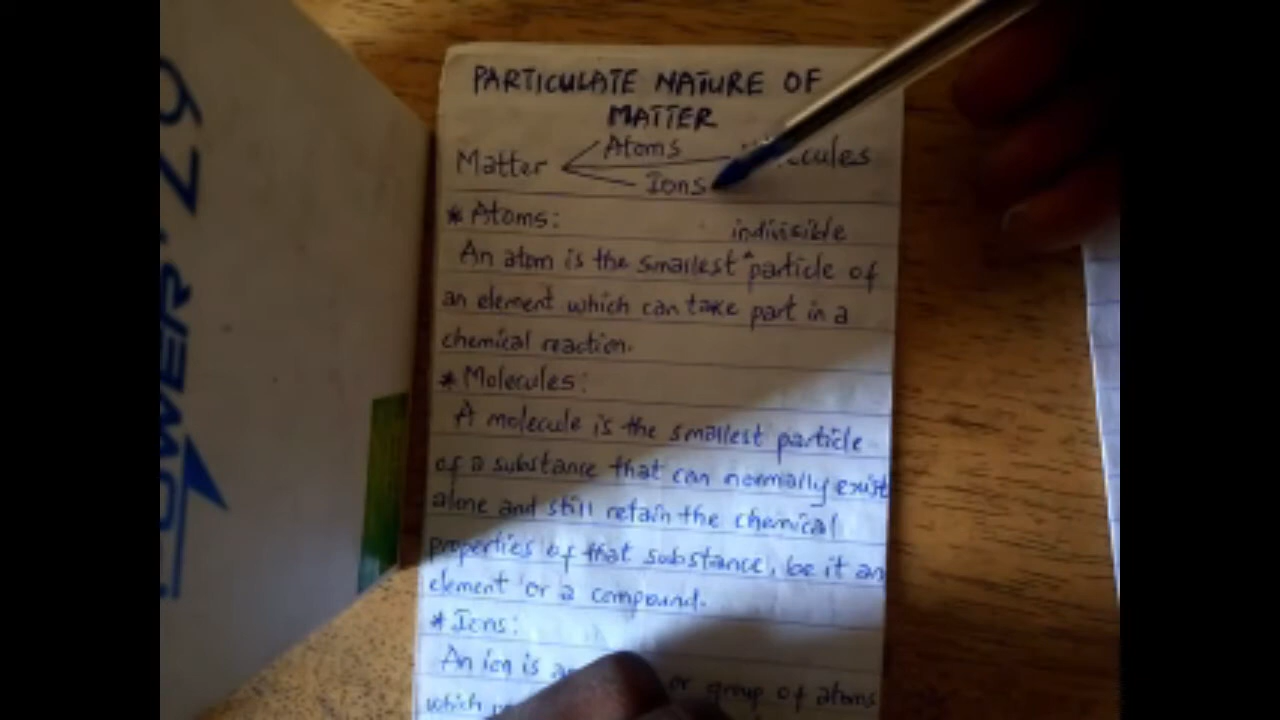 PARTICULATE NATURE OF
MATTER
Atoms
Matter
Ions
* Atoms:
indivisible
An atom is the smallest ^ particle of
an element which can take part in a
chemical reaction.
* Molecules:
A molecule is the smallest particle
of a substance that can normally exist
alone and still retain the chemical
properties of that substance, be it an
element or a compound.
* Ions:
An ion is or group of atoms
which